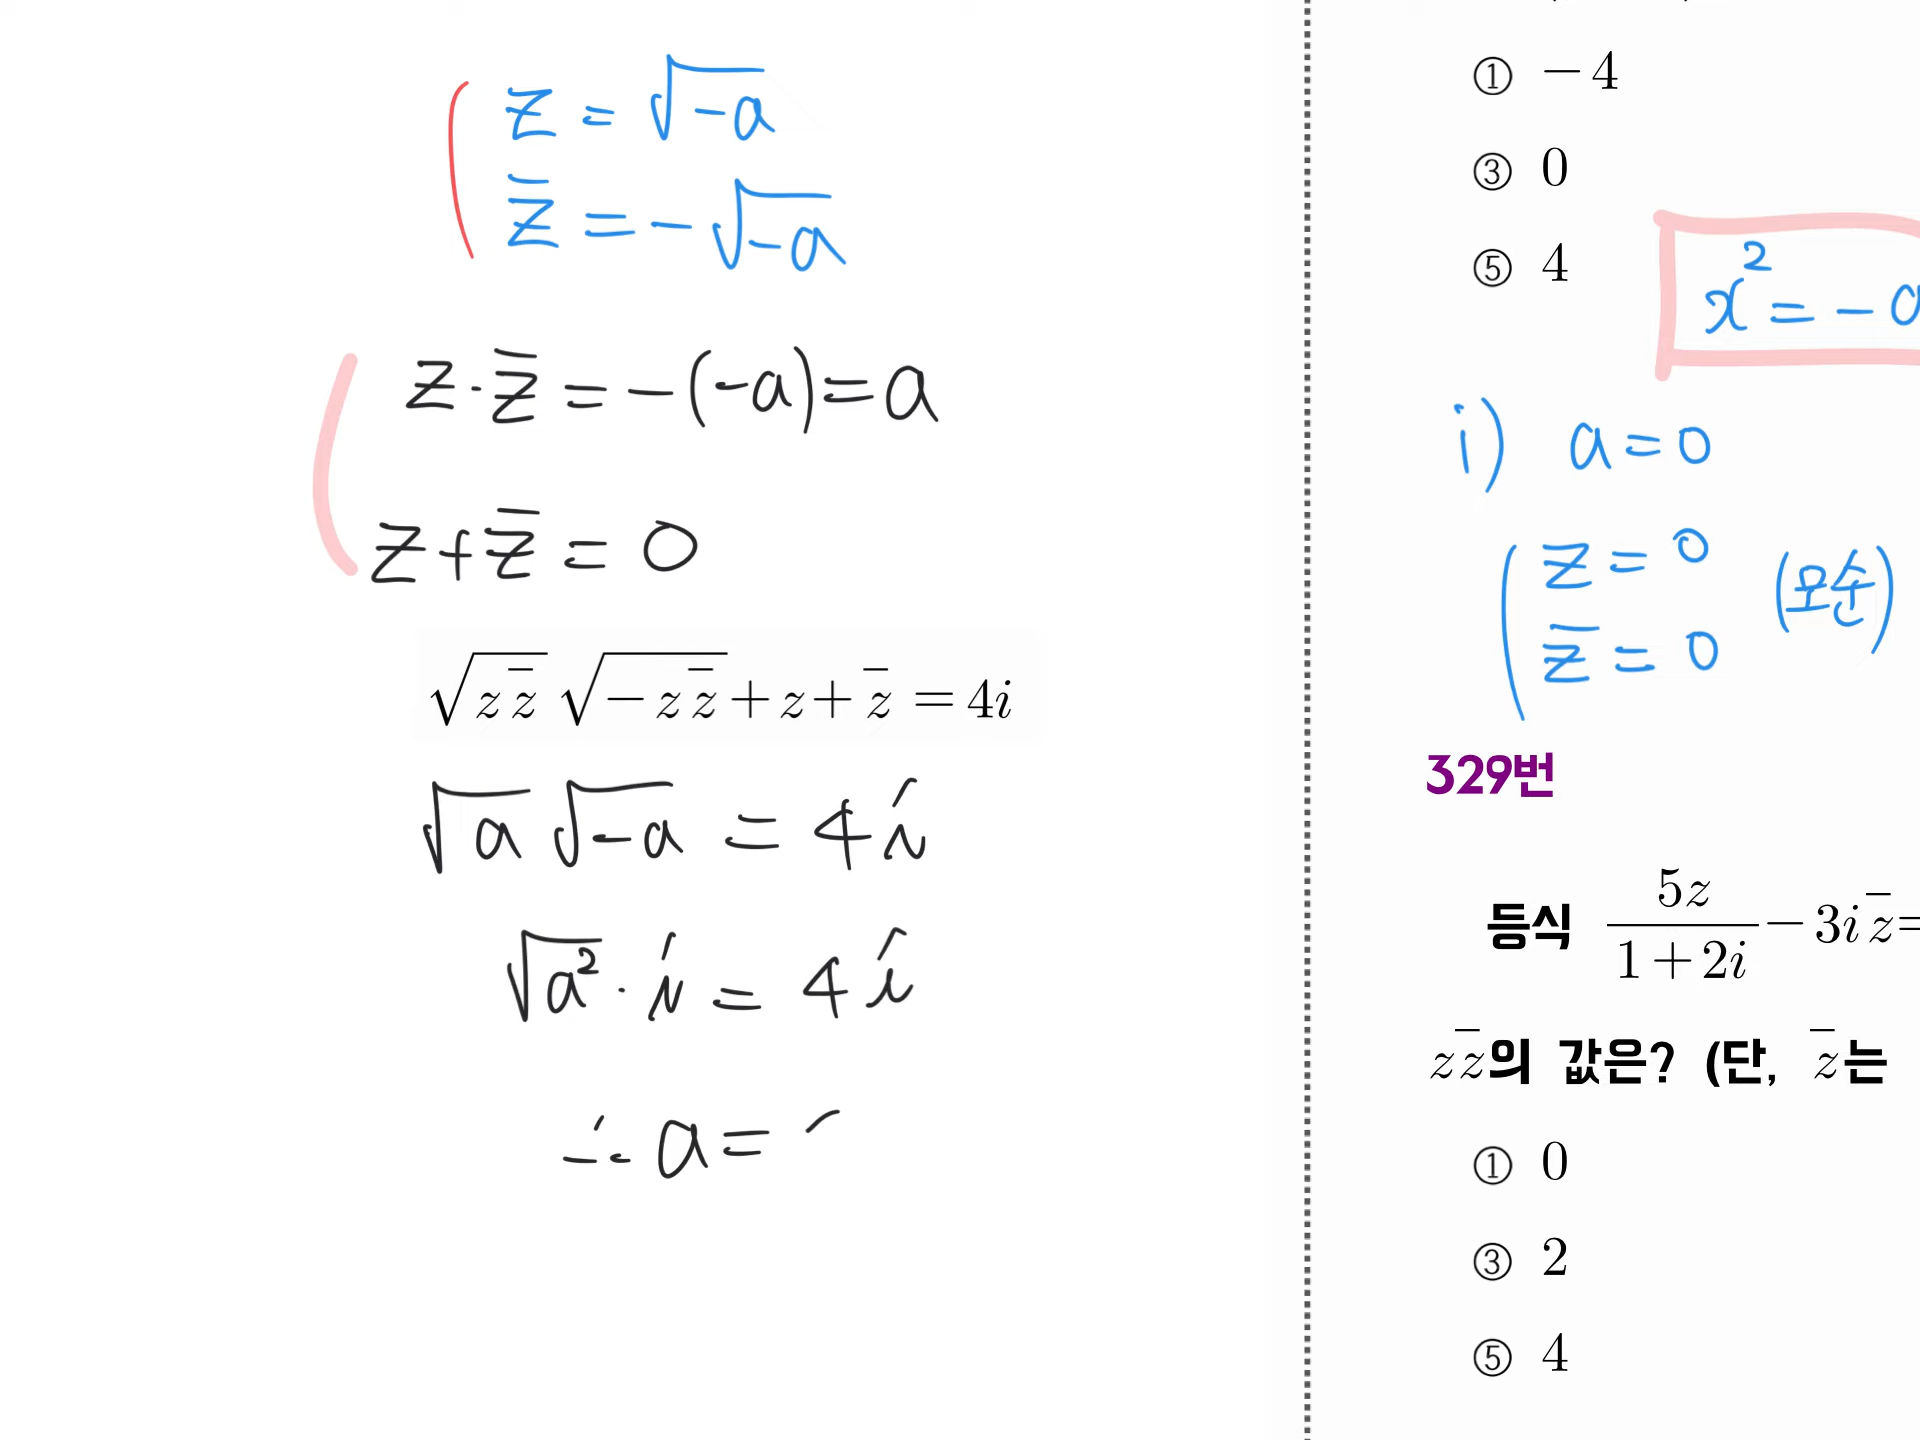 z = √-a
z̄ = -√-a
z·z̄ = -(-a) = a
z + z̄ = 0
√zz̄ √-zz̄ + z + z̄ = 4i
√a √-a = 4i
√a²·i = 4i
∴ a =
① -4
③ 0
⑤ 4
x² = -a
i) a = 0
z = 0 (모순)
z̄ = 0
329번
등식 5z/(1+2i) - 3iz̄ =
zz̄의 값은? (단, z̄는
① 0
③ 2
⑤ 4